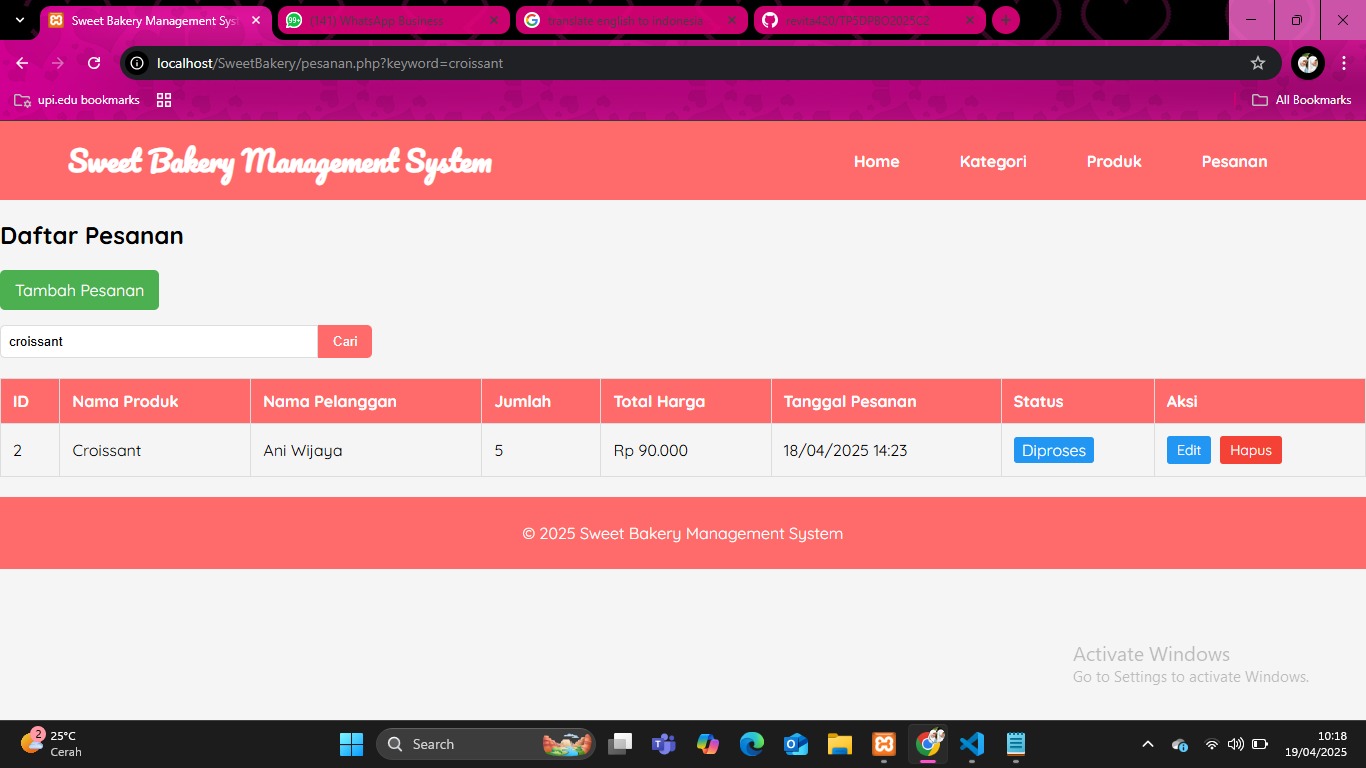 Sweet Bakery Management Sys
99+
(141) WhatsApp Business
translate english to indonesia
revita420/TP5DPBO2025C2
localhost/SweetBakery/pesanan.php?keyword=croissant
upi.edu bookmarks
All Bookmarks
Sweet Bakery Management System
Home Kategori Produk Pesanan
Daftar Pesanan
Tambah Pesanan
croissant Cari
ID Nama Produk Nama Pelanggan Jumlah Total Harga Tanggal Pesanan Status Aksi
2 Croissant Ani Wijaya 5 Rp 90.000 18/04/2025 14:23 Diproses Edit Hapus
© 2025 Sweet Bakery Management System
Activate Windows
Go to Settings to activate Windows.
2
25°C
Cerah
Search
10:18
19/04/2025